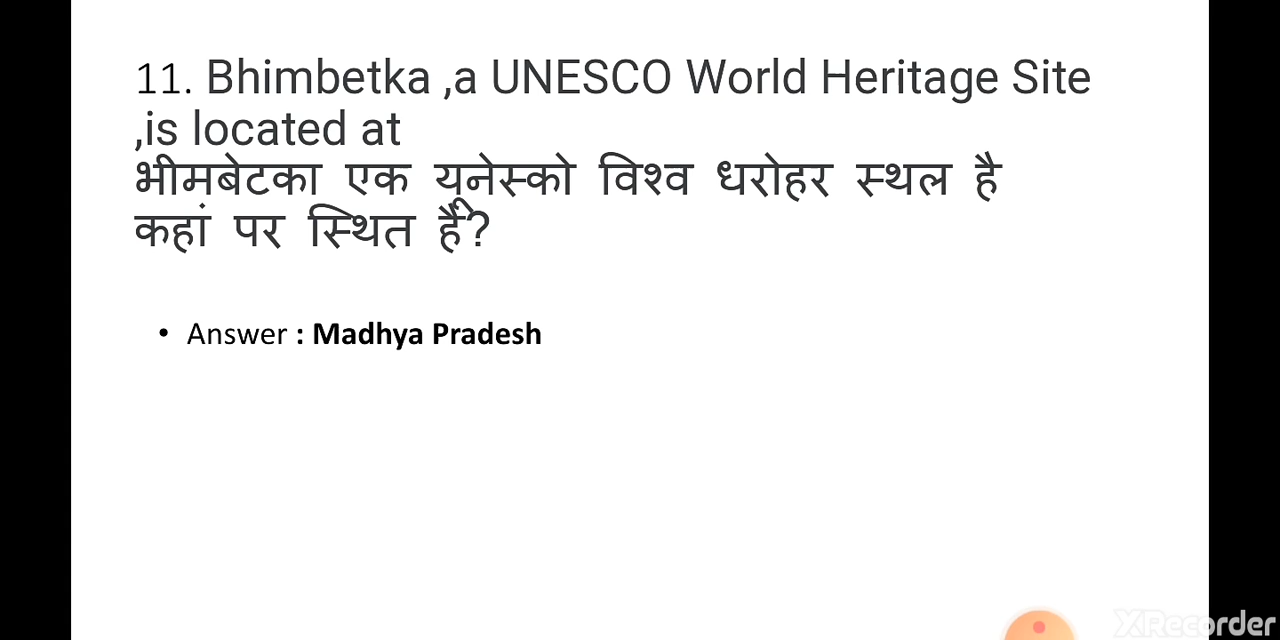 11. Bhimbetka ,a UNESCO World Heritage Site
,is located at
भीमबेटका एक यूनेस्को विश्व धरोहर स्थल है
कहां पर स्थित हैं?
• Answer : Madhya Pradesh
XRecorder